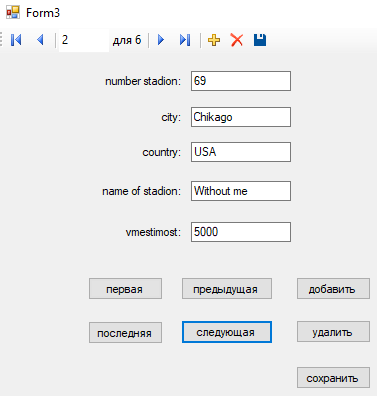 Form3
2 для 6
number stadion: 69
city: Chikago
country: USA
name of stadion: Without me
vmestimost: 5000
первая предыдущая добавить
последняя следующая удалить
сохранить